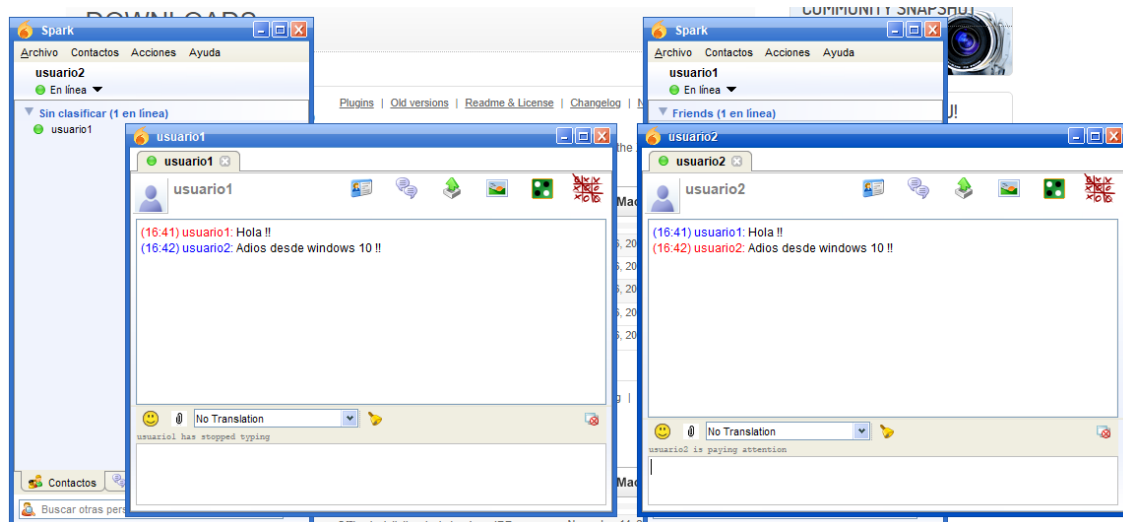 DOWNLOADS
COMMUNITY SNAPSHOT
Spark
Archivo Contactos Acciones Ayuda
usuario2
En línea
Sin clasificar (1 en línea)
usuario1
Plugins | Old versions | Readme & License | Changelog |
the
Mac
usuario1
usuario1
usuario1
(16:41) usuario1: Hola !!
(16:42) usuario2: Adios desde windows 10 !!
No Translation
usuario1 has stopped typing
Contactos
Buscar otras pers
Mac
Spark
Archivo Contactos Acciones Ayuda
usuario1
En línea
Friends (1 en línea)
usuario2
usuario2
usuario2
(16:41) usuario1: Hola !!
(16:42) usuario2: Adios desde windows 10 !!
No Translation
usuario2 is paying attention